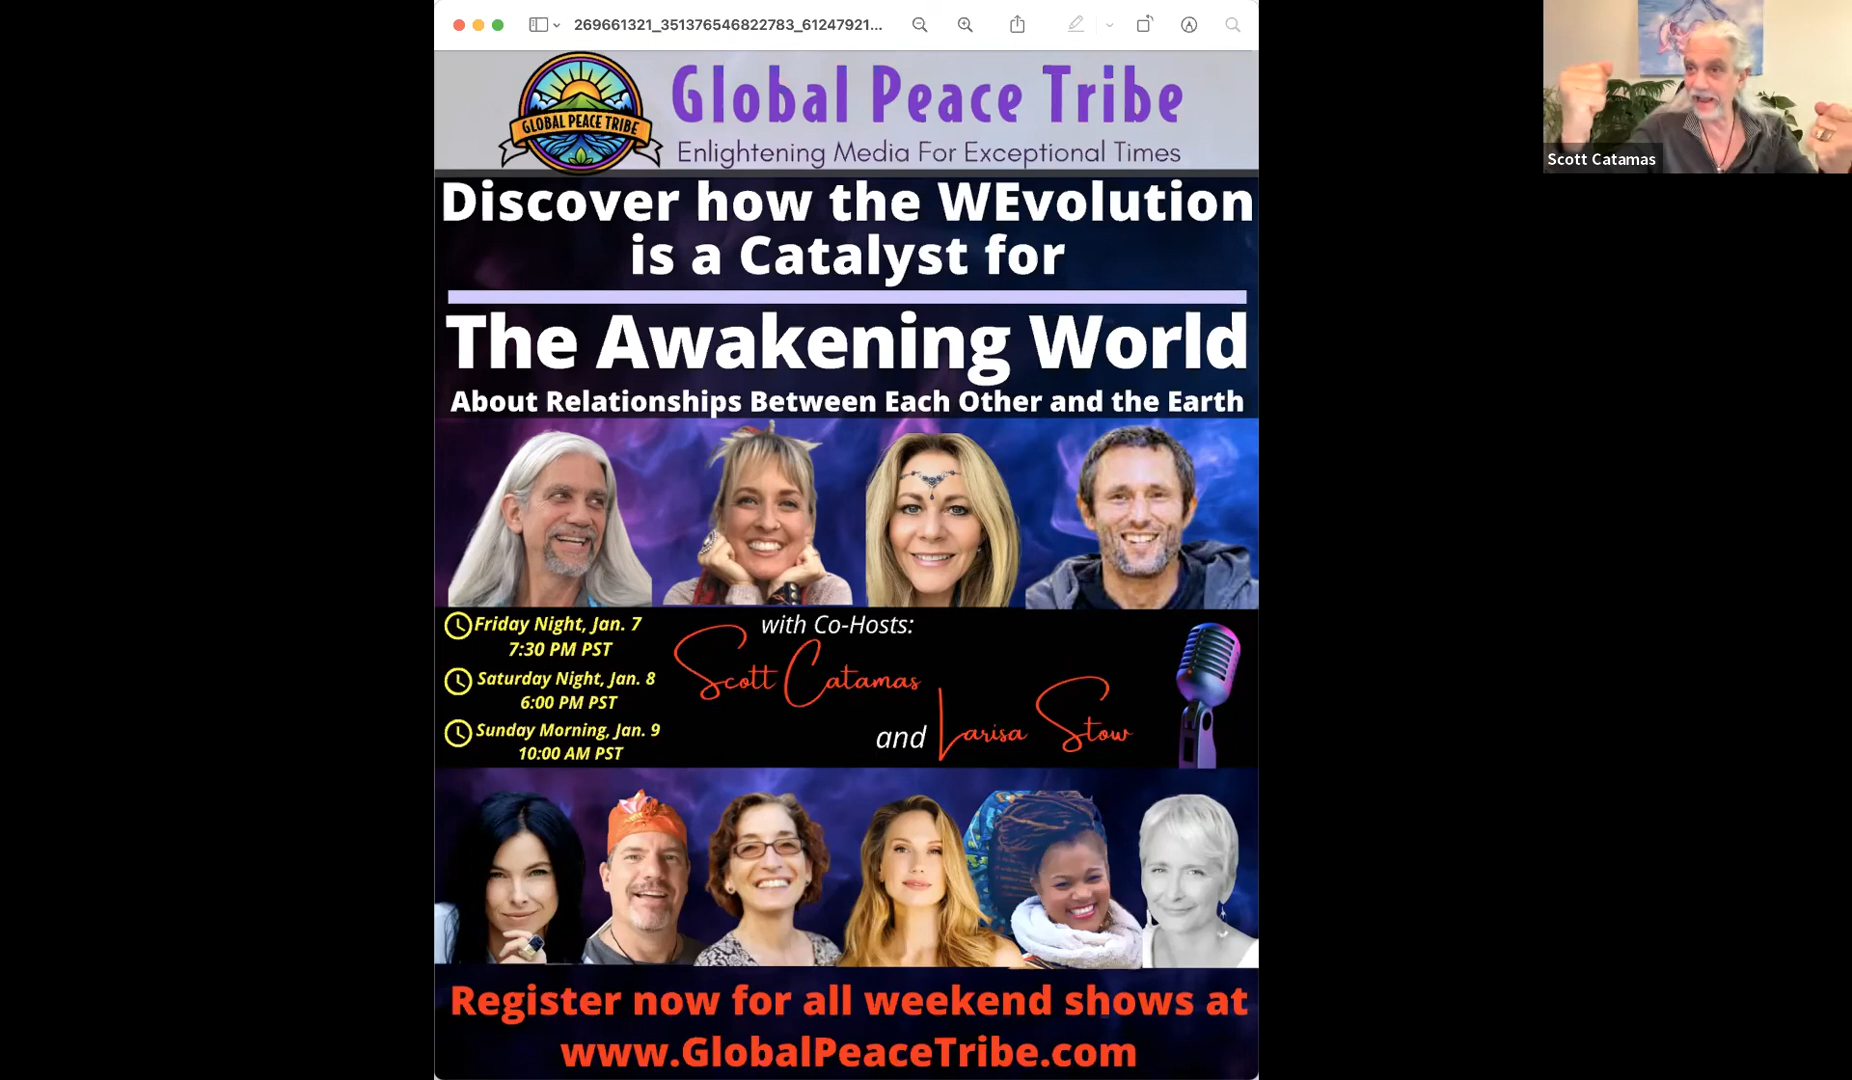 269661321_351376546822783_61247921...
Global Peace Tribe
GLOBAL PEACE TRIBE
Enlightening Media For Exceptional Times
Scott Catamas
Discover how the WEvolution
is a Catalyst for
The Awakening World
About Relationships Between Each Other and the Earth
Friday Night, Jan. 7
7:30 PM PST
Saturday Night, Jan. 8
6:00 PM PST
Sunday Morning, Jan. 9
10:00 AM PST
with Co-Hosts:
Scott Catamas
and Larisa Stow
Register now for all weekend shows at
www.GlobalPeaceTribe.com